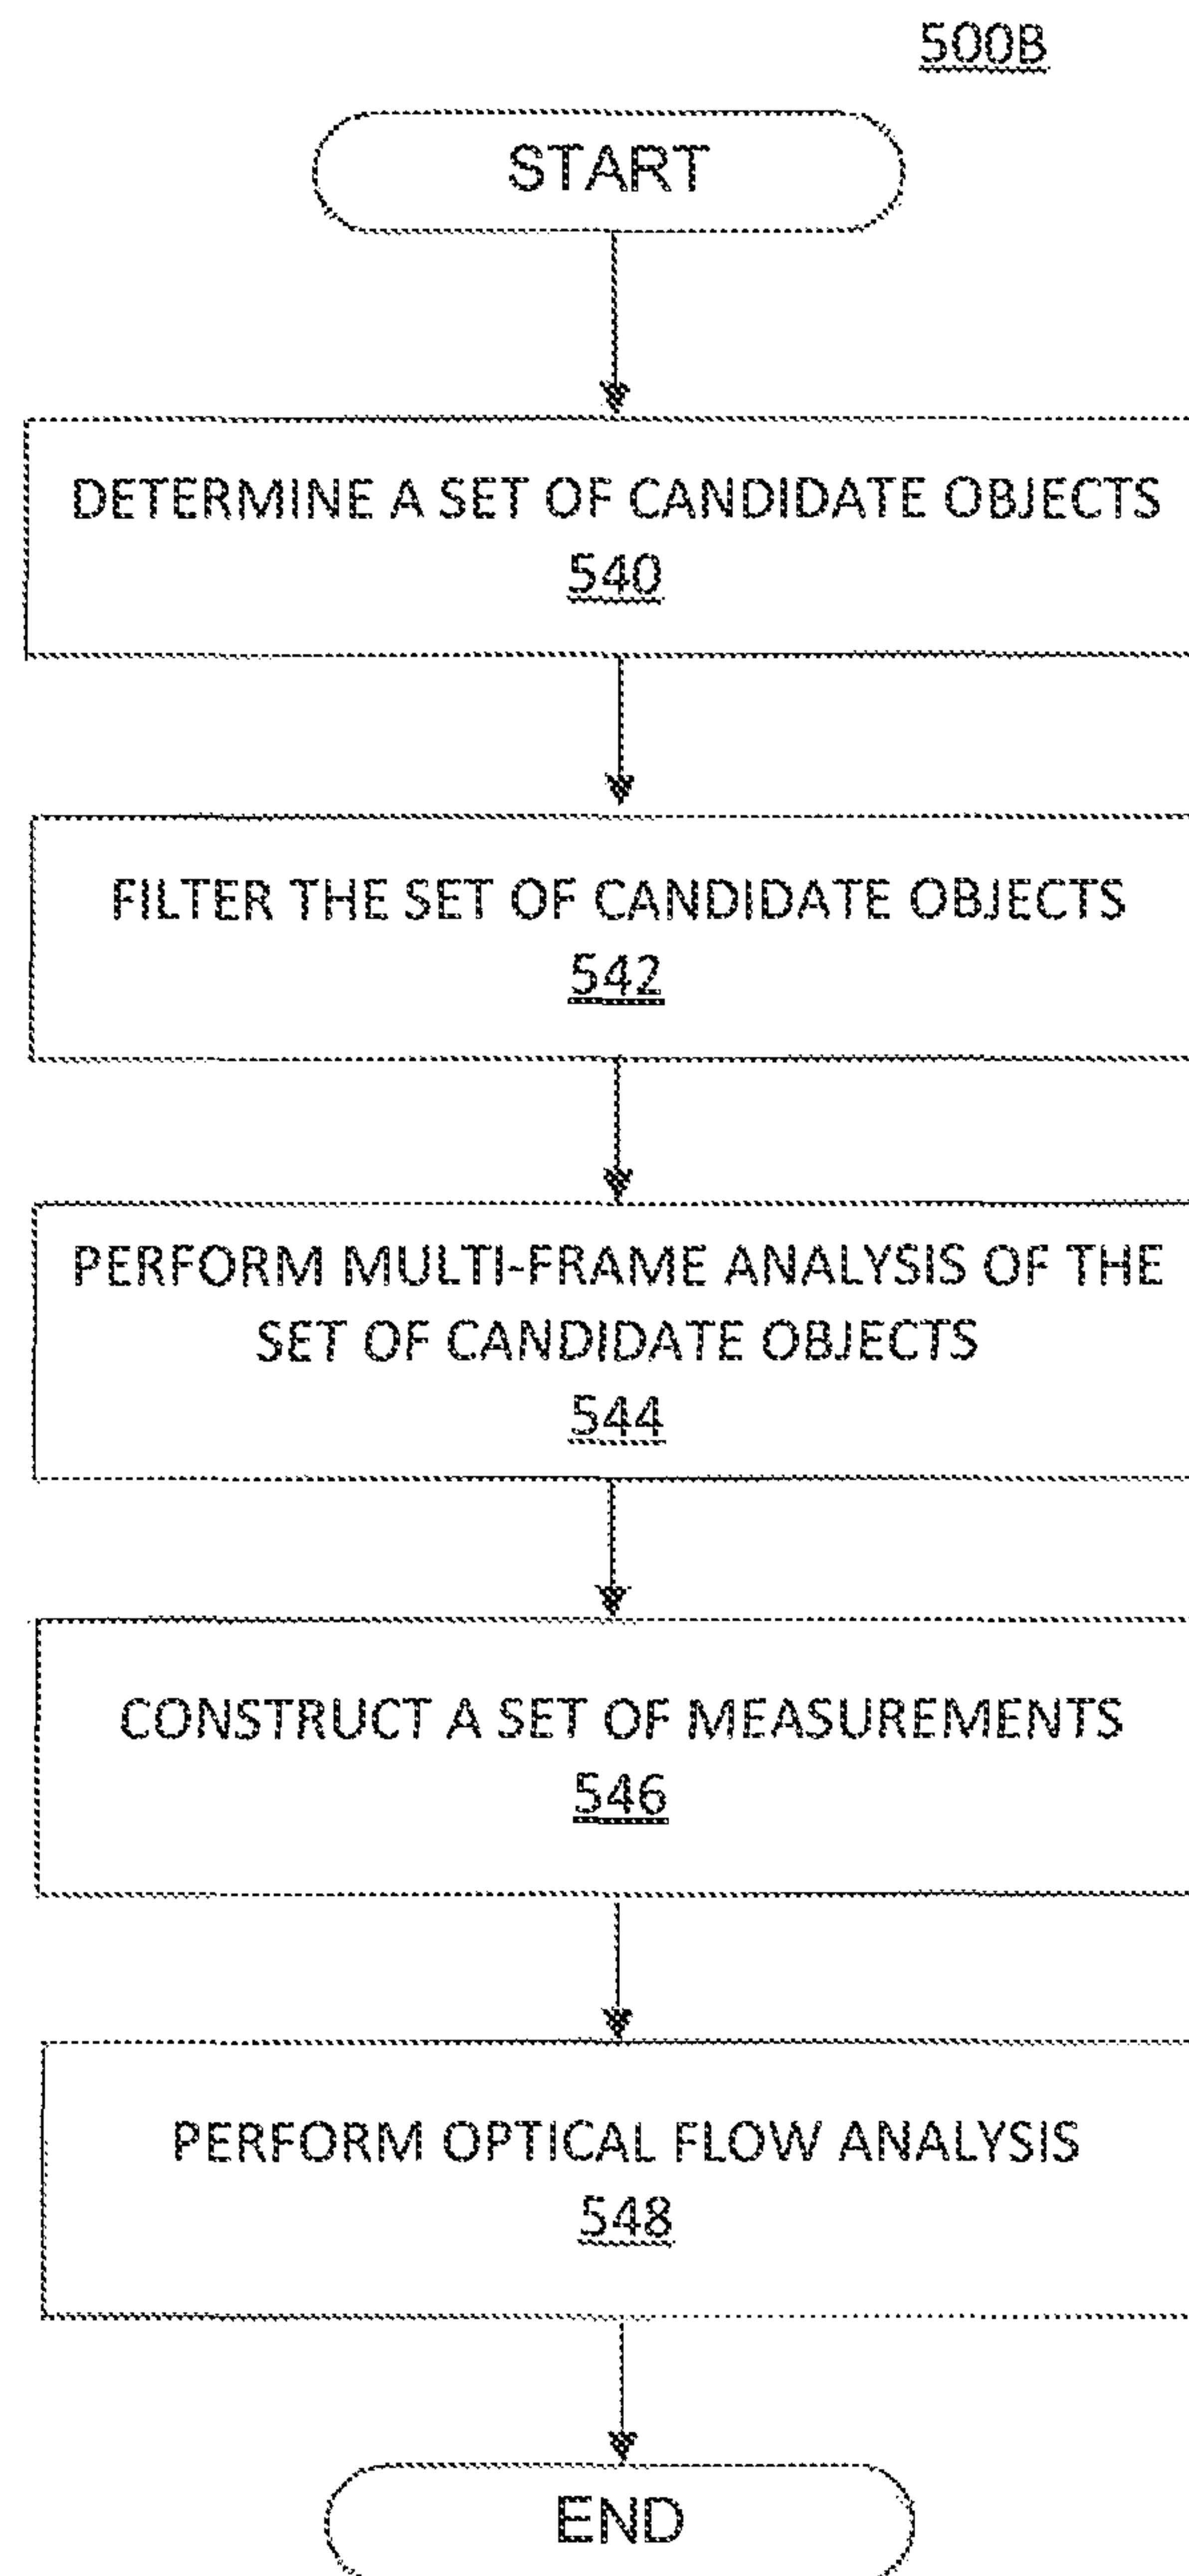 500B
START
DETERMINE A SET OF CANDIDATE OBJECTS
540
FILTER THE SET OF CANDIDATE OBJECTS
542
PERFORM MULTI-FRAME ANALYSIS OF THE
SET OF CANDIDATE OBJECTS
544
CONSTRUCT A SET OF MEASUREMENTS
546
PERFORM OPTICAL FLOW ANALYSIS
548
END